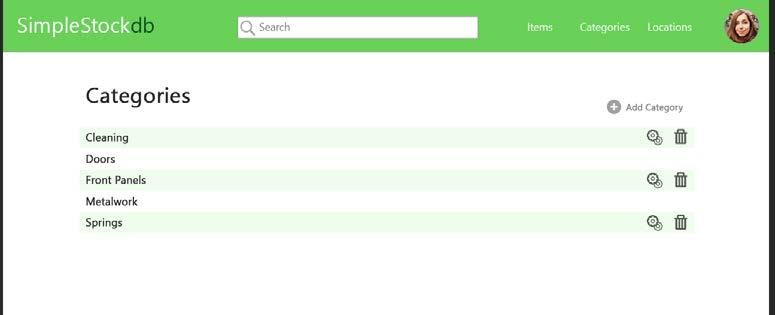 SimpleStockdb
Search
Items Categories Locations
Categories
Add Category
Cleaning
Doors
Front Panels
Metalwork
Springs